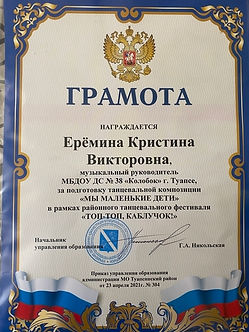 ГРАМОТА
НАГРАЖДАЕТСЯ
Ерёмина Кристина
Викторовна,
музыкальный руководитель
МБДОУ ДС № 38 «Колобок» г. Туапсе,
за подготовку танцевальной композиции
«МЫ МАЛЕНЬКИЕ ДЕТИ»
в рамках районного танцевального фестиваля
«ТОП-ТОП, КАБЛУЧОК!»
Начальник
управления образования Г.А. Никольская
Приказ управления образования
администрации МО Туапсинский район
от 23 апреля 2021г. № 304